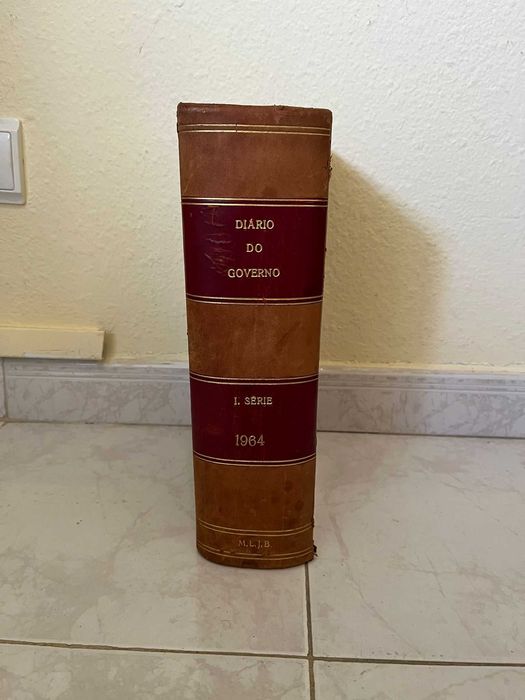 DIÁRIO
DO
GOVERNO
I. SÉRIE
1964
M. L. J. B.